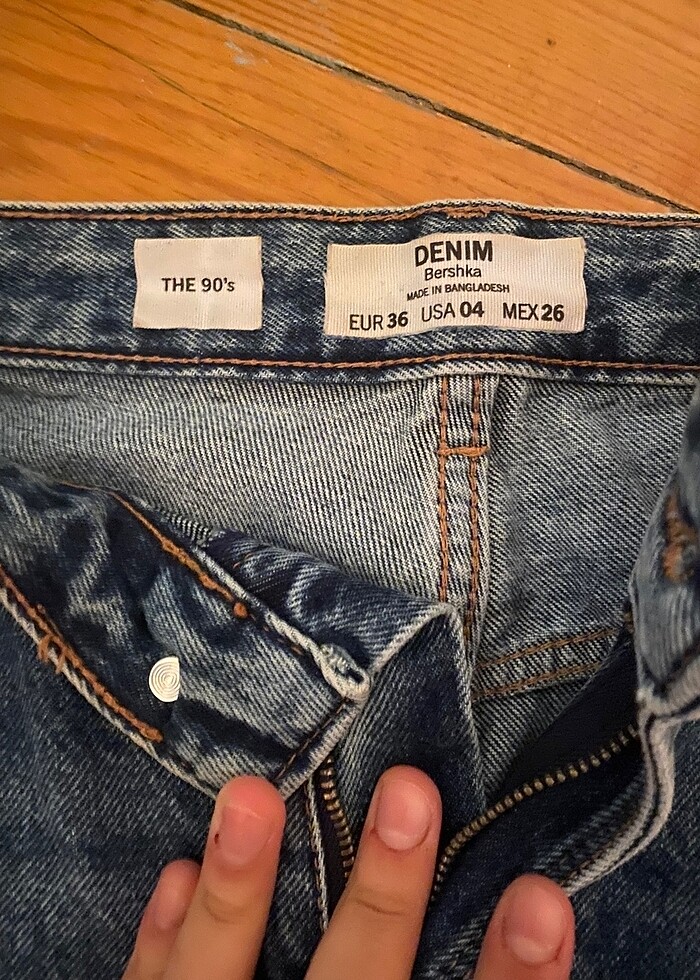 THE 90's
DENIM
Bershka
MADE IN BANGLADESH
EUR 36 USA 04 MEX 26